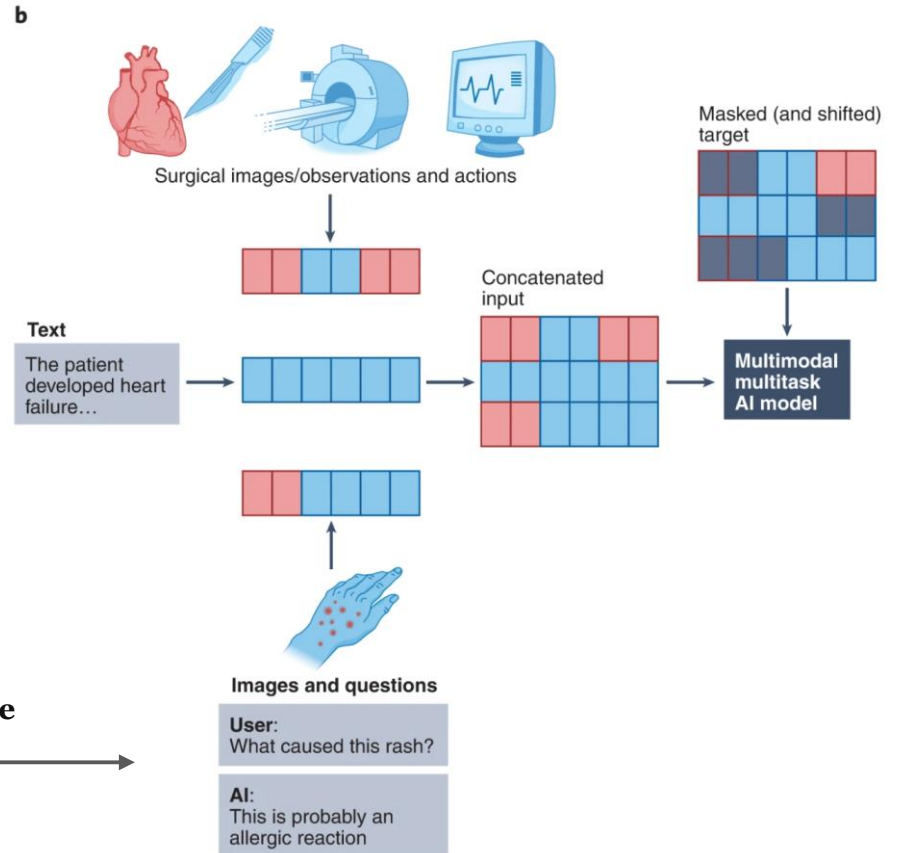 b
Surgical images/observations and actions
Masked (and shifted)
target
Concatenated
input
Text
The patient
developed heart
failure…
Multimodal
multitask
AI model
Images and questions
e
User:
What caused this rash?
AI:
This is probably an
allergic reaction